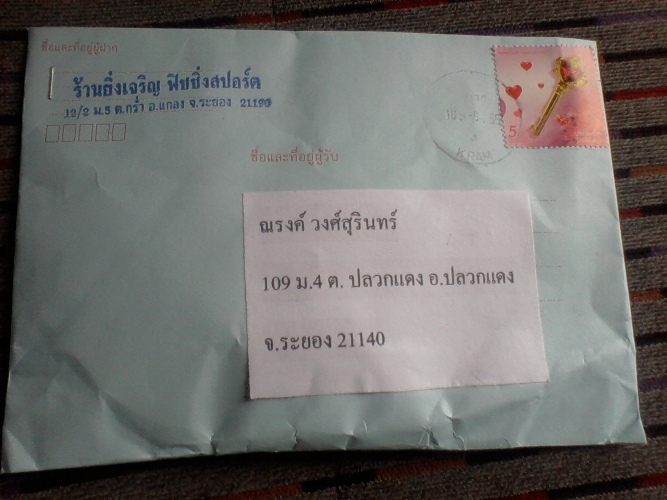 ชื่อและที่อยู่ผู้ฝาก
ร้านยิ่งเจริญ ฟิชชิ่งสปอร์ต
12/2 ม.5 ต.กร่ำ อ.แกลง จ.ระยอง 21190
5
ชื่อและที่อยู่ผู้รับ
ณรงค์ วงศ์สุรินทร์
109 ม.4 ต. ปลวกแดง อ.ปลวกแดง
จ.ระยอง 21140